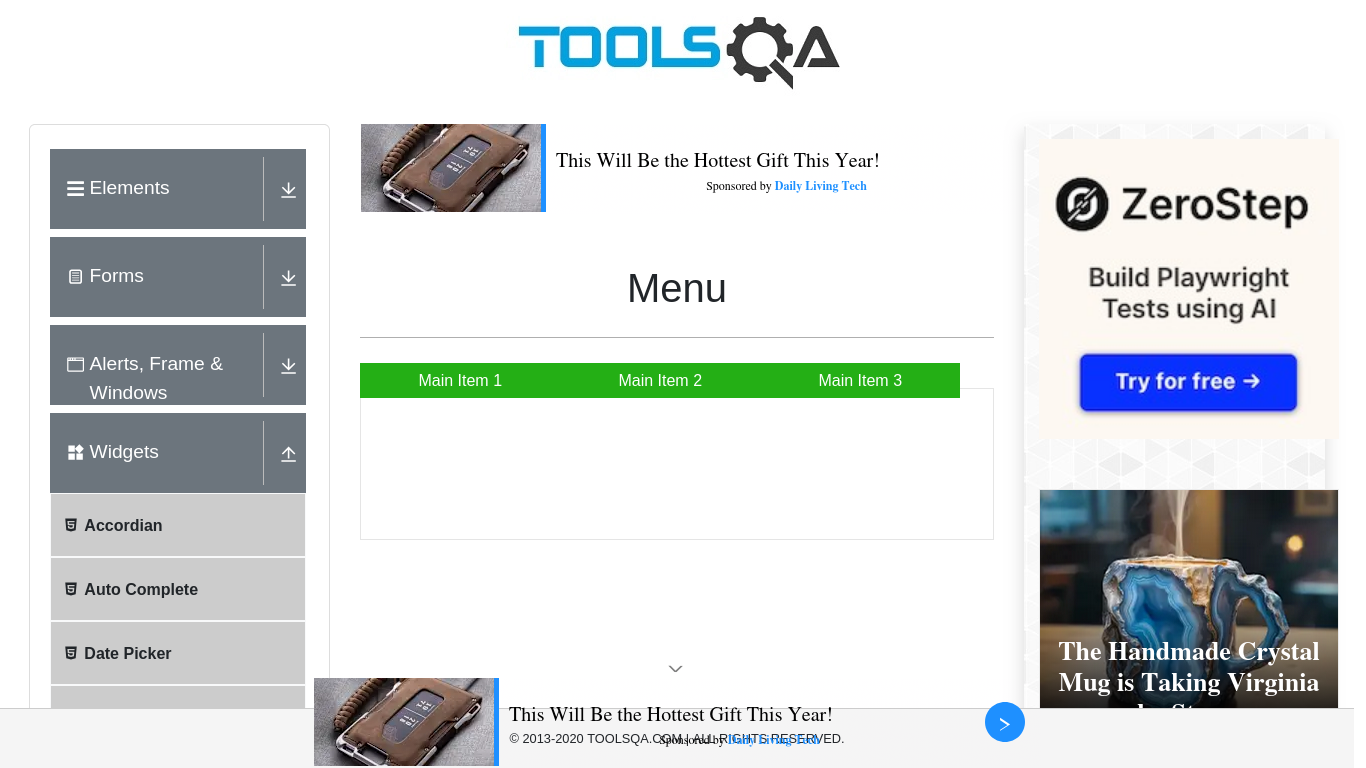 TOOLSQA
Elements
Forms
Alerts, Frame &
Windows
Widgets
Accordian
Auto Complete
Date Picker
This Will Be the Hottest Gift This Year!
Sponsored by Daily Living Tech
Menu
Main Item 1
Main Item 2
Main Item 3
ZeroStep
Build Playwright
Tests using AI
Try for free →
The Handmade Crystal
Mug is Taking Virginia
This Will Be the Hottest Gift This Year!
© 2013-2020 TOOLSQA.COM | ALL RIGHTS RESERVED.
Sponsored by Daily Living Tech